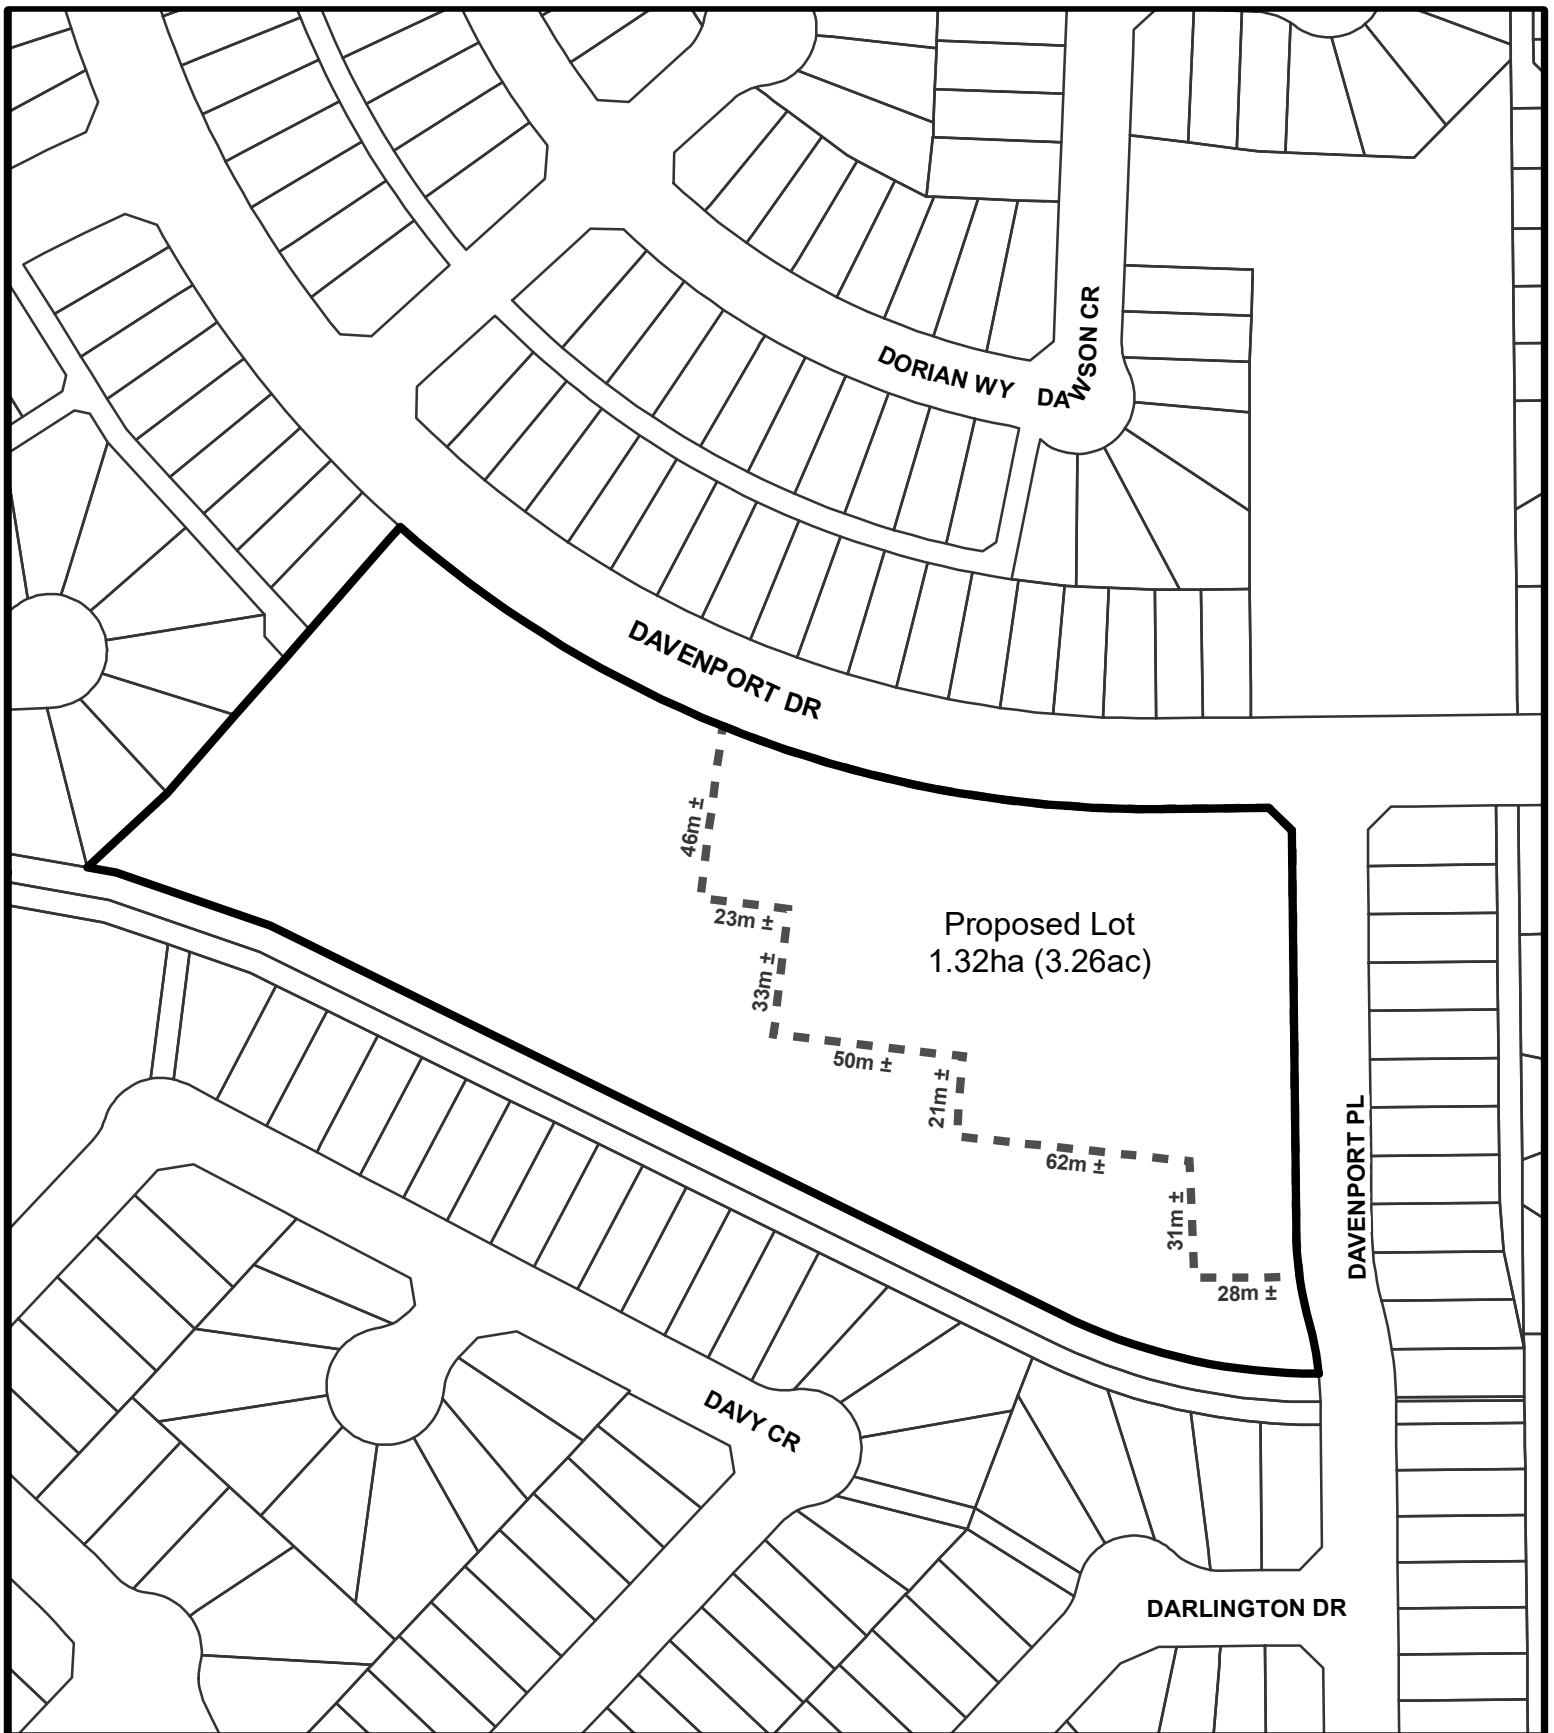 DORIAN WY
DAWSON CR
DAVENPORT DR
46m ±
23m ±
Proposed Lot
1.32ha (3.26ac)
33m ±
50m ±
21m ±
62m ±
31m ±
28m ±
DAVENPORT PL
DAVY CR
DARLINGTON DR